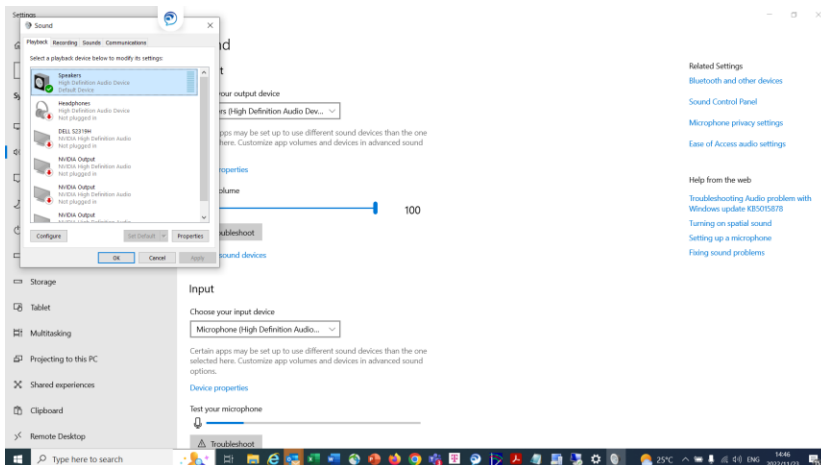 Settings
Sound
Playback Recording Sounds Communications
Select a playback device below to modify its settings:
Speakers
High Definition Audio Device
Default Device
Headphones
High Definition Audio Device
Not plugged in
DELL S2319H
NVIDIA High Definition Audio
Not plugged in
NVIDIA Output
NVIDIA High Definition Audio
Not plugged in
NVIDIA Output
NVIDIA High Definition Audio
Not plugged in
NVIDIA Output
NVIDIA High Definition Audio
Configure Set Default Properties
OK Cancel Apply
nd
t
our output device
rs (High Definition Audio Dev...
pps may be set up to use different sound devices than the one
here. Customize app volumes and devices in advanced sound
roperties
olume
100
ubleshoot
ound devices
Storage
Tablet
Multitasking
Projecting to this PC
Shared experiences
Clipboard
Remote Desktop
Input
Choose your input device
Microphone (High Definition Audio...
Certain apps may be set up to use different sound devices than the one
selected here. Customize app volumes and devices in advanced sound
options.
Device properties
Test your microphone
Troubleshoot
Related Settings
Bluetooth and other devices
Sound Control Panel
Microphone privacy settings
Ease of Access audio settings
Help from the web
Troubleshooting Audio problem with
Windows update KB5015878
Turning on spatial sound
Setting up a microphone
Fixing sound problems
Type here to search
25°C
ENG
14:46
2022/11/23